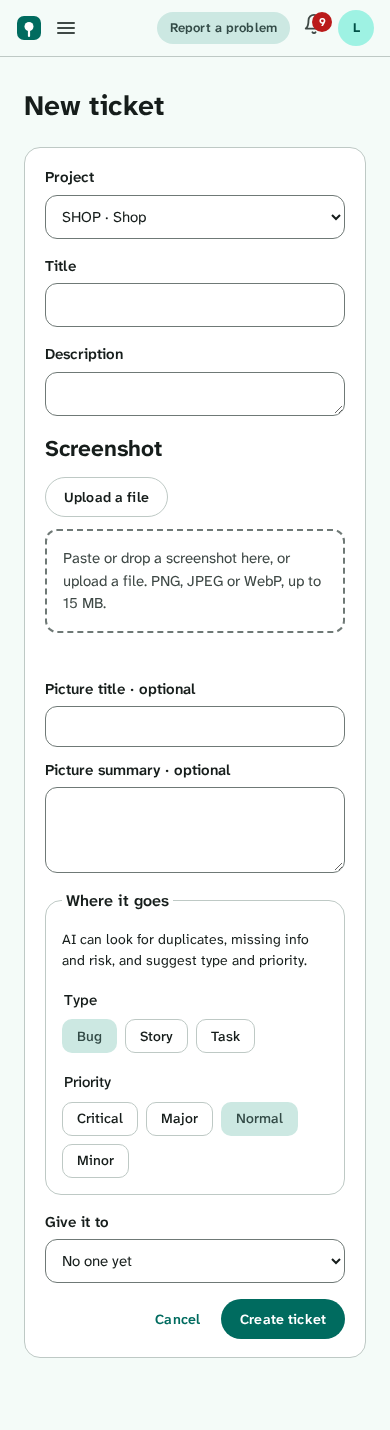 Report a problem
9
L
New ticket
Project
SHOP · Shop
Title
Description
Screenshot
Upload a file
Paste or drop a screenshot here, or
upload a file. PNG, JPEG or WebP, up to
15 MB.
Picture title · optional
Picture summary · optional
Where it goes
AI can look for duplicates, missing info
and risk, and suggest type and priority.
Type
Bug
Story
Task
Priority
Critical
Major
Normal
Minor
Give it to
No one yet
Cancel
Create ticket